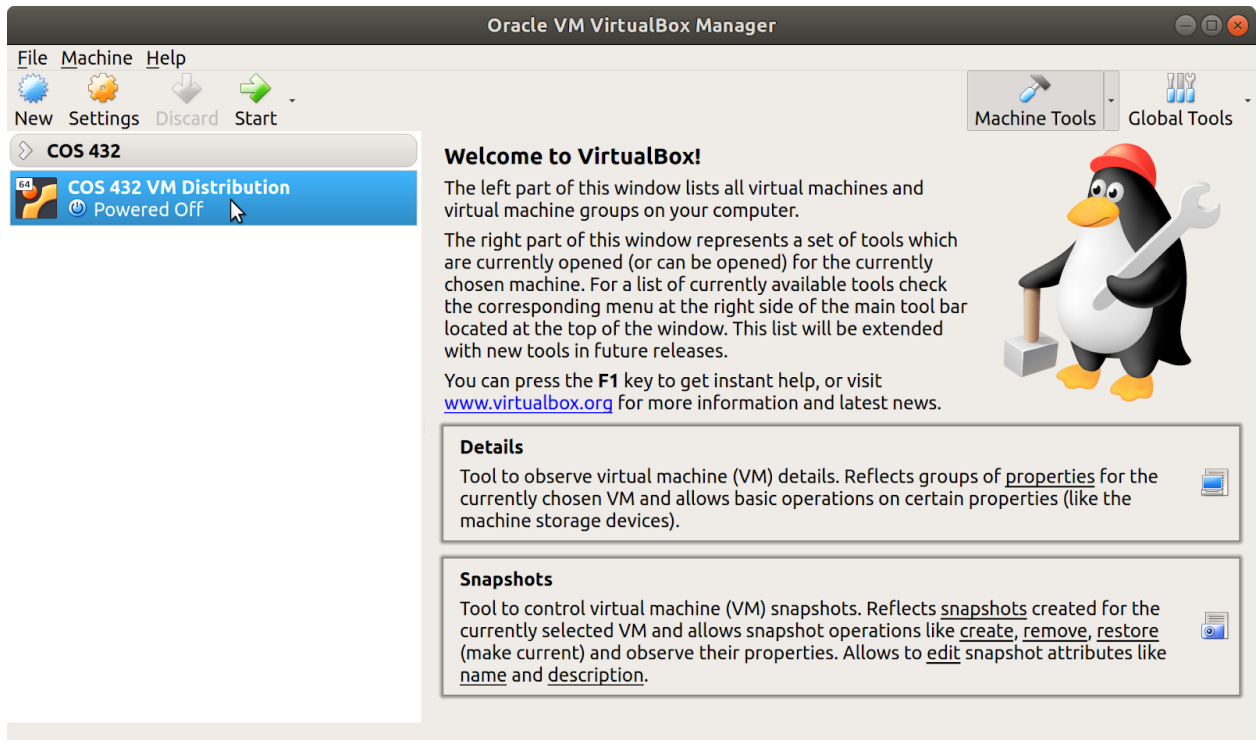 Oracle VM VirtualBox Manager
File Machine Help
New Settings Discard Start Machine Tools Global Tools
COS 432
64
COS 432 VM Distribution
Powered Off
Welcome to VirtualBox!
The left part of this window lists all virtual machines and
virtual machine groups on your computer.
The right part of this window represents a set of tools which
are currently opened (or can be opened) for the currently
chosen machine. For a list of currently available tools check
the corresponding menu at the right side of the main tool bar
located at the top of the window. This list will be extended
with new tools in future releases.
You can press the F1 key to get instant help, or visit
www.virtualbox.org for more information and latest news.
Details
Tool to observe virtual machine (VM) details. Reflects groups of properties for the
currently chosen VM and allows basic operations on certain properties (like the
machine storage devices).
Snapshots
Tool to control virtual machine (VM) snapshots. Reflects snapshots created for the
currently selected VM and allows snapshot operations like create, remove, restore
(make current) and observe their properties. Allows to edit snapshot attributes like
name and description.